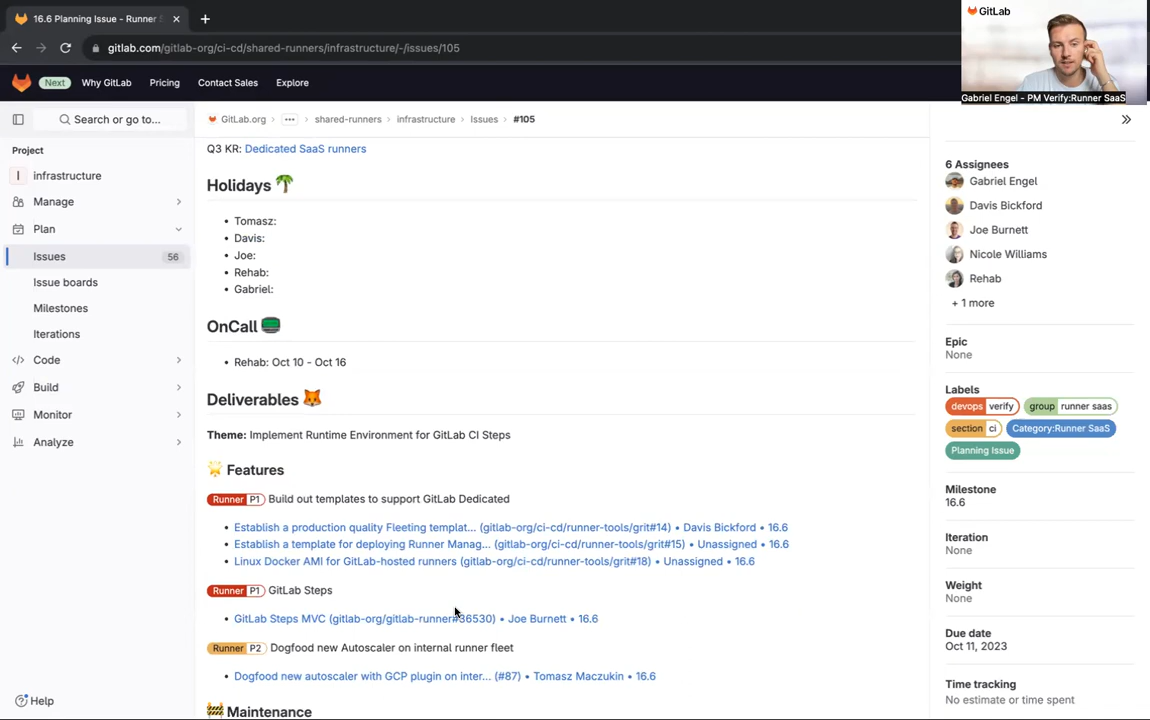 16.6 Planning Issue - Runner
gitlab.com/gitlab-org/ci-cd/shared-runners/infrastructure/-/issues/105
GitLab
Gabriel Engel - PM Verify:Runner SaaS
Next
Why GitLab
Pricing
Contact Sales
Explore
Search or go to...
Project
I
infrastructure
Manage
Plan
Issues
56
Issue boards
Milestones
Iterations
Code
Build
Monitor
Analyze
Help
GitLab.org > ... > shared-runners > infrastructure > Issues > #105
Q3 KR: Dedicated SaaS runners
Holidays 🌴
• Tomasz:
• Davis:
• Joe:
• Rehab:
• Gabriel:
OnCall
• Rehab: Oct 10 - Oct 16
Deliverables 🦊
Theme: Implement Runtime Environment for GitLab CI Steps
🌟 Features
Runner P1 Build out templates to support GitLab Dedicated
• Establish a production quality Fleeting templat... (gitlab-org/ci-cd/runner-tools/grit#14) • Davis Bickford • 16.6
• Establish a template for deploying Runner Manag... (gitlab-org/ci-cd/runner-tools/grit#15) • Unassigned • 16.6
• Linux Docker AMI for GitLab-hosted runners (gitlab-org/ci-cd/runner-tools/grit#18) • Unassigned • 16.6
Runner P1 GitLab Steps
• GitLab Steps MVC (gitlab-org/gitlab-runner#36530) • Joe Burnett • 16.6
Runner P2 Dogfood new Autoscaler on internal runner fleet
• Dogfood new autoscaler with GCP plugin on inter... (#87) • Tomasz Maczukin • 16.6
🚧 Maintenance
6 Assignees
Gabriel Engel
Davis Bickford
Joe Burnett
Nicole Williams
Rehab
+ 1 more
Epic
None
Labels
devops verify
group runner saas
section ci
Category:Runner SaaS
Planning Issue
Milestone
16.6
Iteration
None
Weight
None
Due date
Oct 11, 2023
Time tracking
No estimate or time spent